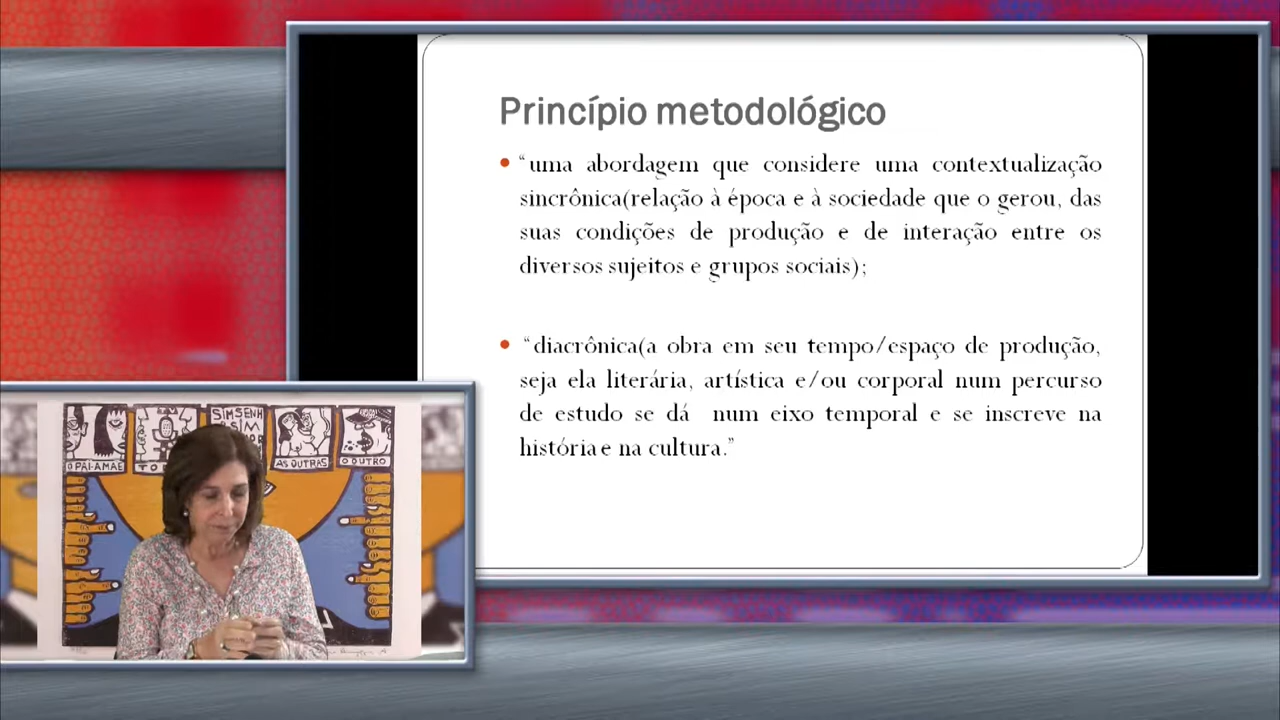 Princípio metodológico
• “uma abordagem que considere uma contextualização
sincrônica(relação à época e à sociedade que o gerou, das
suas condições de produção e de interação entre os
diversos sujeitos e grupos sociais);
• “diacrônica(a obra em seu tempo/espaço de produção,
seja ela literária, artística e/ou corporal num percurso
de estudo se dá num eixo temporal e se inscreve na
história e na cultura.”
SIMSENH
SIM
O PAI-AMÃE
AS OUTRAS
O OUTRO